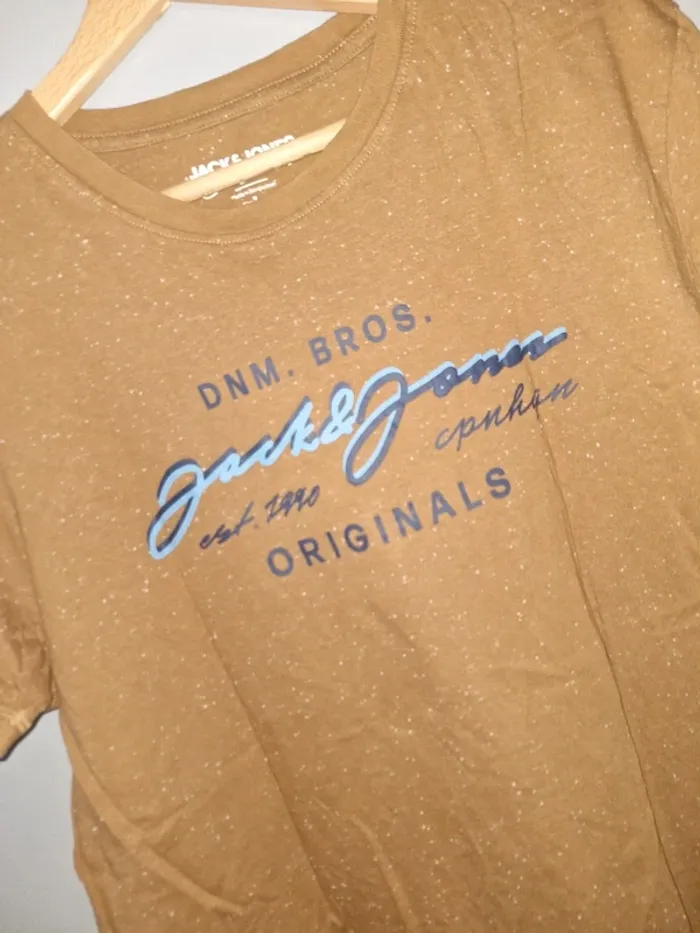 JACK & JONES
DNM. BROS.
Jack & Jones
est. 1990 cpnhgn
ORIGINALS